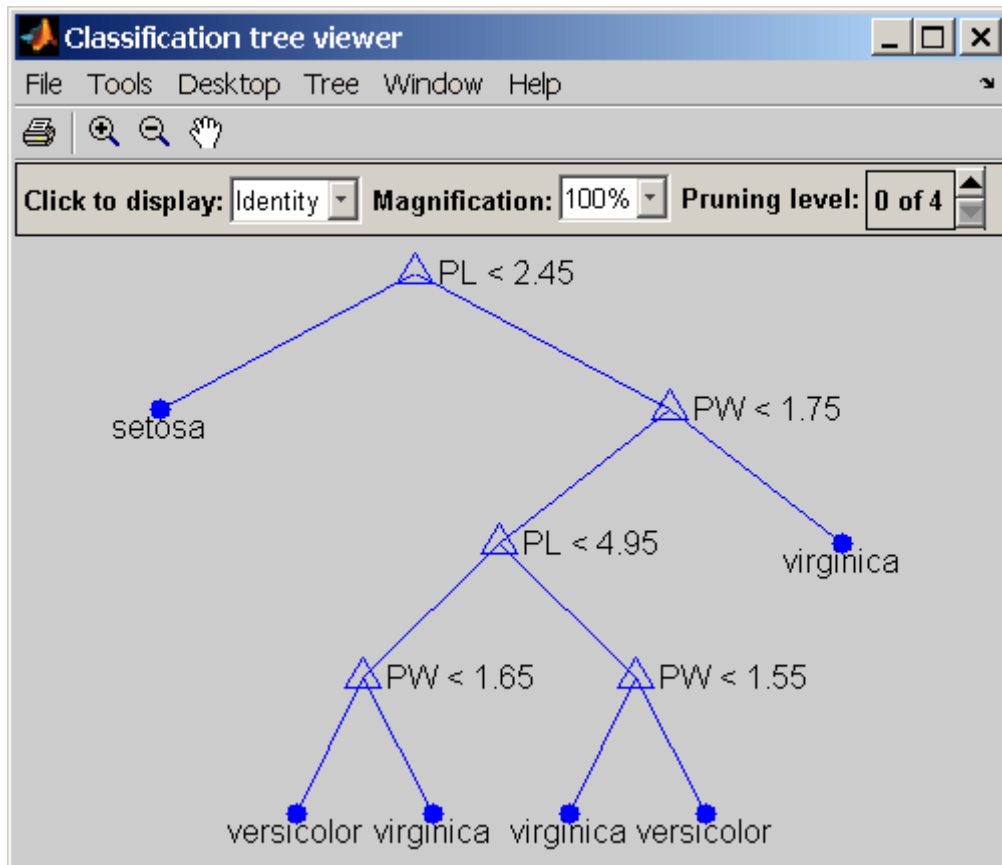 Classification tree viewer
File Tools Desktop Tree Window Help
Click to display: Identity Magnification: 100% Pruning level: 0 of 4
PL < 2.45
setosa
PW < 1.75
PL < 4.95
virginica
PW < 1.65
PW < 1.55
versicolor virginica virginica versicolor